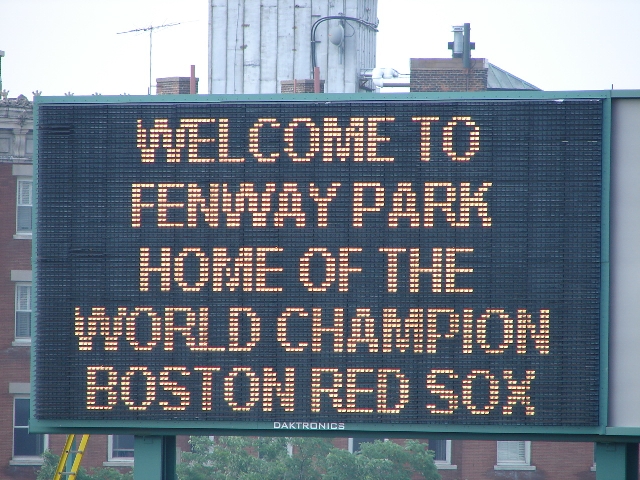 WELCOME TO
FENWAY PARK
HOME OF THE
WORLD CHAMPION
BOSTON RED SOX
DAKTRONICS